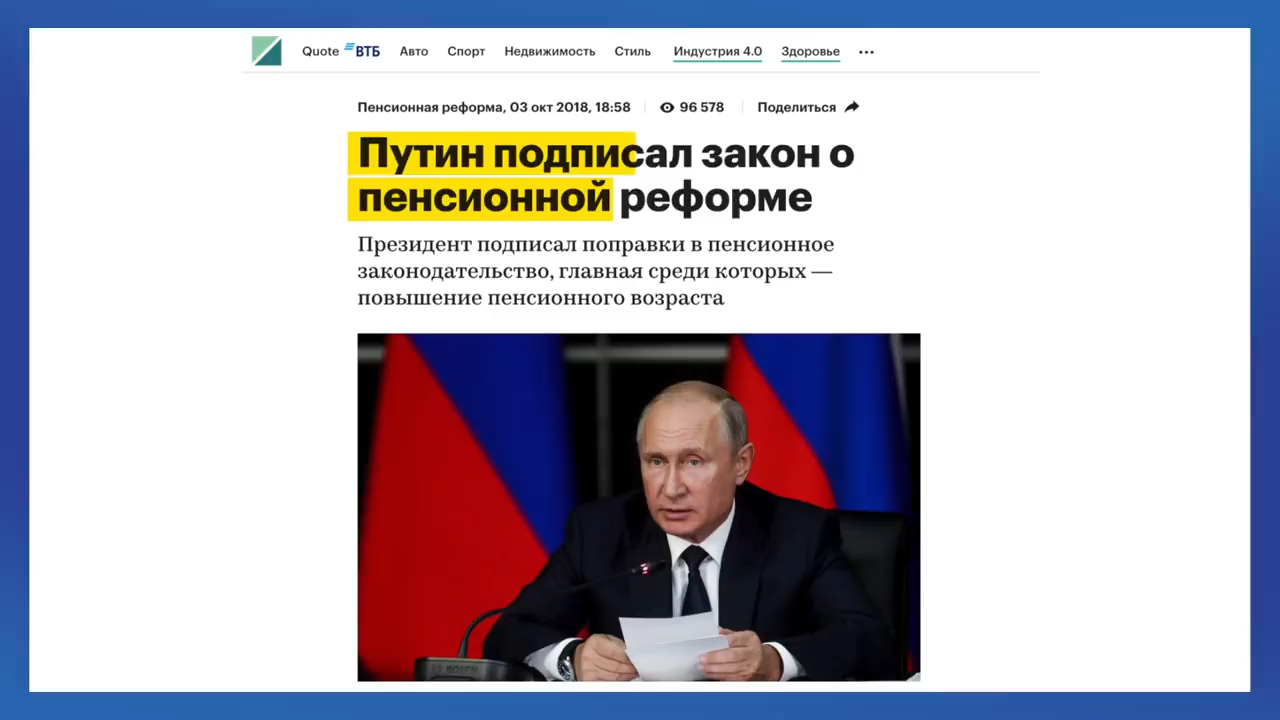 Quote ВТБ Авто Спорт Недвижимость Стиль Индустрия 4.0 Здоровье •••
Пенсионная реформа, 03 окт 2018, 18:58 96 578 Поделиться
Путин подписал закон о
пенсионной реформе
Президент подписал поправки в пенсионное
законодательство, главная среди которых —
повышение пенсионного возраста
BOSCH